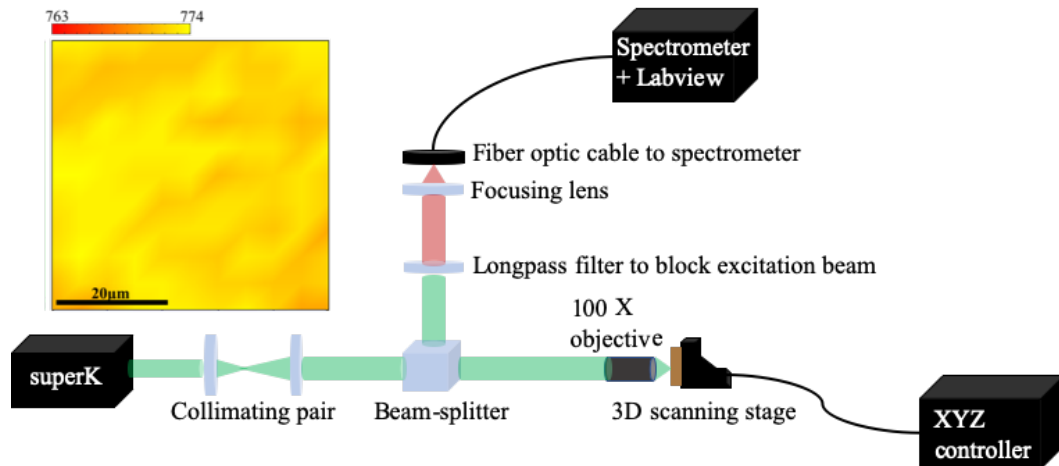 763 774
20μm
Spectrometer
+ Labview
Fiber optic cable to spectrometer
Focusing lens
Longpass filter to block excitation beam
100 X
objective
superK
Collimating pair
Beam-splitter
3D scanning stage
XYZ
controller